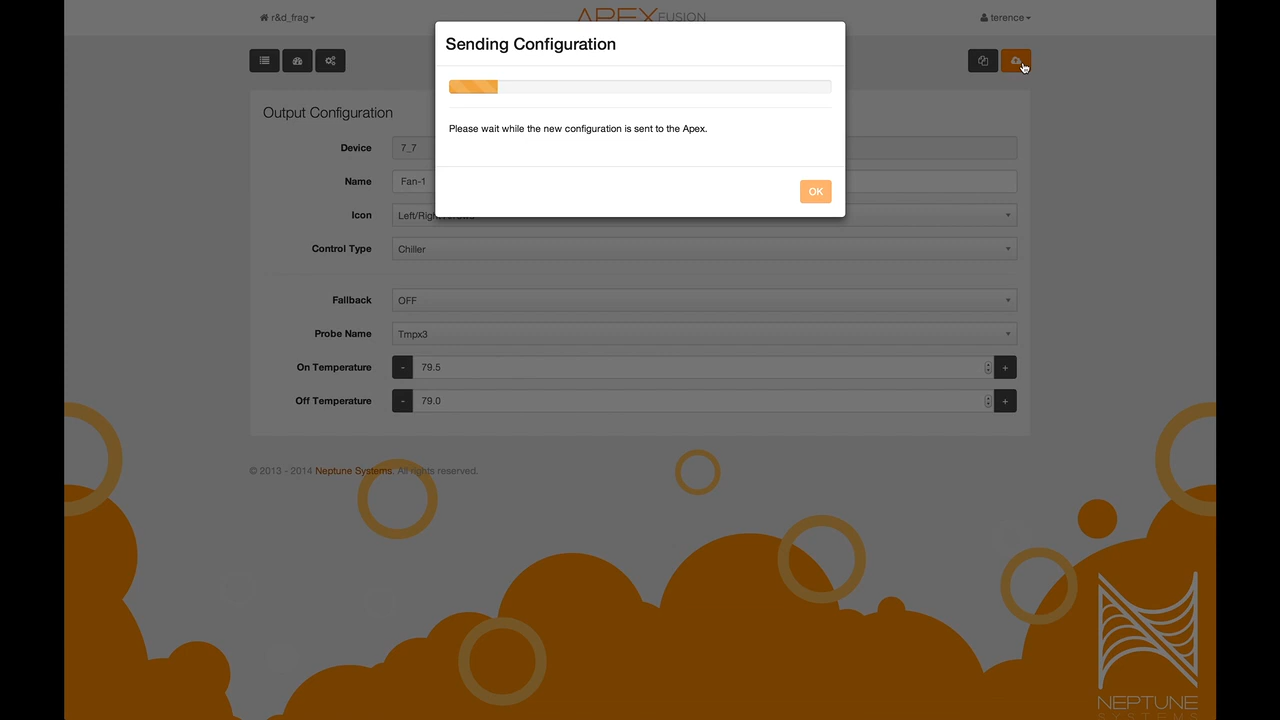 r&d_frag
APEX FUSION
terence
Sending Configuration
Please wait while the new configuration is sent to the Apex.
OK
Output Configuration
Device 7_7
Name Fan-1
Icon Left/Right
Control Type Chiller
Fallback OFF
Probe Name Tmpx3
On Temperature - 79.5 +
Off Temperature - 79.0 +
© 2013 - 2014 Neptune Systems. All rights reserved.
NEPTUNE
SYSTEMS